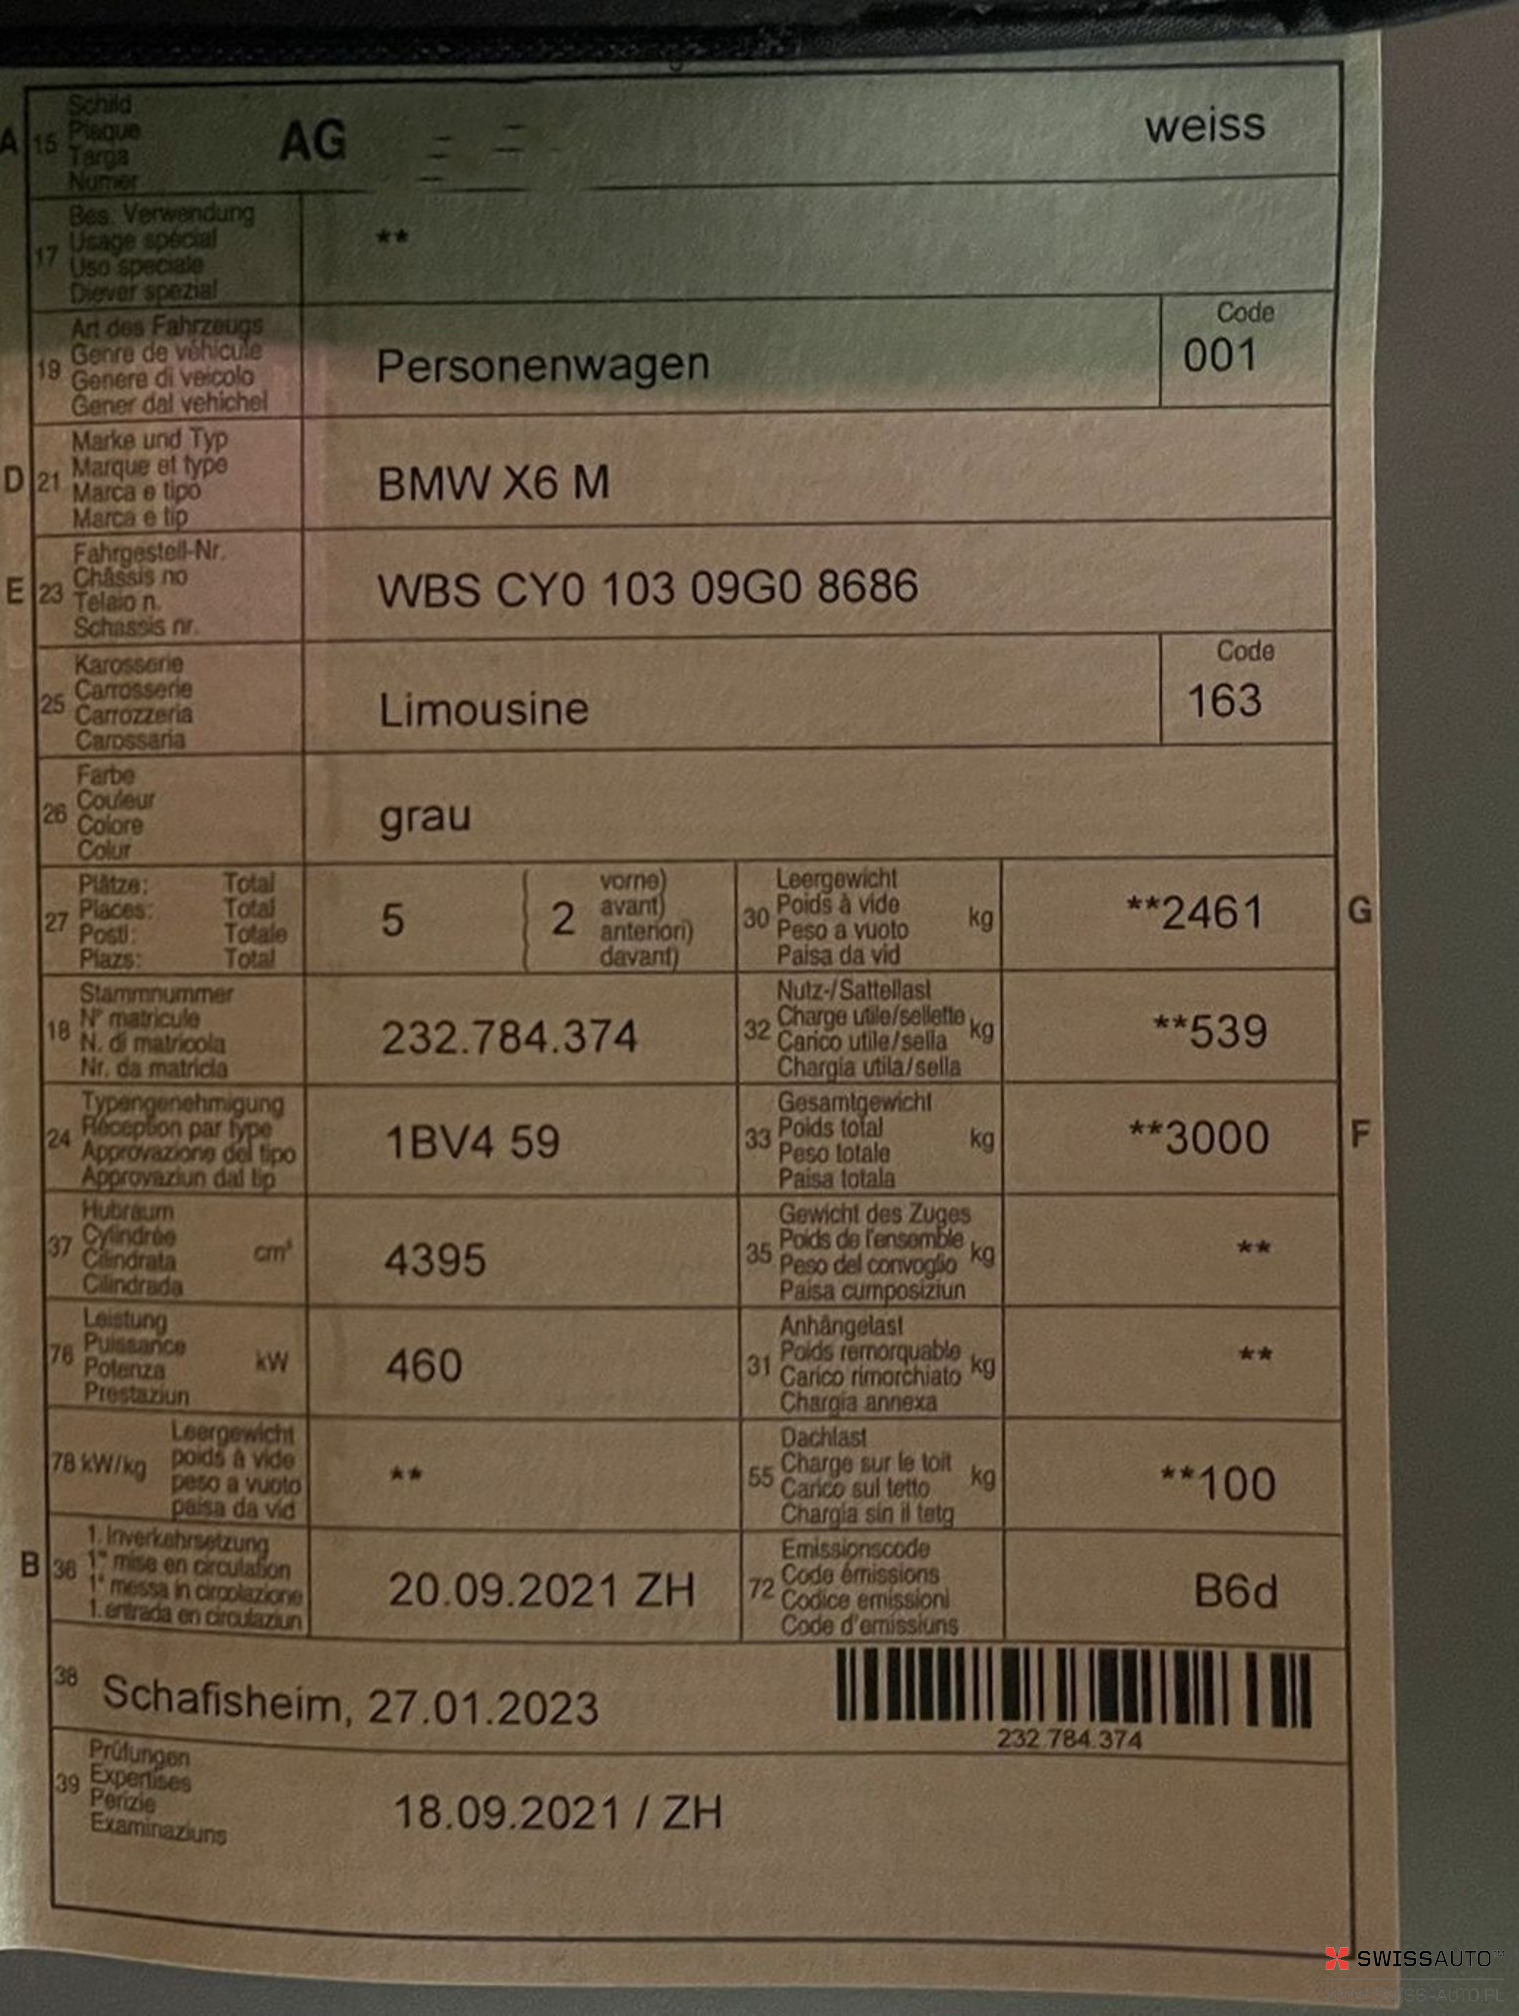 A 15 Schild
Plaque
Targa
Numer
AG
weiss
17 Bes. Verwendung
Usage spécial
Uso speciale
Diever spezial
**
19 Art des Fahrzeugs
Genre de véhicule
Genere di veicolo
Gener dal vehichel
Personenwagen
Code
001
D 21 Marke und Typ
Marque et type
Marca e tipo
Marca e tip
BMW X6 M
E 23 Fahrgestell-Nr.
Châssis no
Telaio n.
Schassis nr.
WBS CY0 103 09G0 8686
25 Karosserie
Carrosserie
Carrozzeria
Carossaria
Limousine
Code
163
26 Farbe
Couleur
Colore
Colur
grau
27 Plätze: Total
Places: Total
Posti: Totale
Plazs: Total
5 ( 2 vorne)
avant)
anteriori)
davant)
30 Leergewicht
Poids à vide
Peso a vuoto
Paisa da vid
kg
**2461 G
18 Stammnummer
N° matricule
N. di matricola
Nr. da matricla
232.784.374
32 Nutz-/Sattellast
Charge utile/sellette
Carico utile/sella
Chargia utila/sella
kg
**539
24 Typengenehmigung
Réception par type
Approvazione del tipo
Approvaziun dal tip
1BV4 59
33 Gesamtgewicht
Poids total
Peso totale
Paisa totala
kg
**3000 F
37 Hubraum
Cylindrée
Cilindrata
Cilindrada
cm³
4395
35 Gewicht des Zuges
Poids de l'ensemble
Peso del convoglio
Paisa cumposiziun
kg
**
76 Leistung
Puissance
Potenza
Prestaziun
kW
460
31 Anhängelast
Poids remorquable
Carico rimorchiato
Chargia annexa
kg
**
78 kW/kg Leergewicht
poids à vide
peso a vuoto
paisa da vid
**
55 Dachlast
Charge sur le toit
Carico sul tetto
Chargia sin il tetg
kg
**100
B 36 1. Inverkehrsetzung
1re mise en circulation
1a messa in circolazione
1. entrada en circulaziun
20.09.2021 ZH
72 Emissionscode
Code émissions
Codice emissioni
Code d'emissiuns
B6d
38 Schafisheim, 27.01.2023
232.784.374
39 Prüfungen
Expertises
Perizie
Examinaziuns
18.09.2021 / ZH
SWISSAUTO™